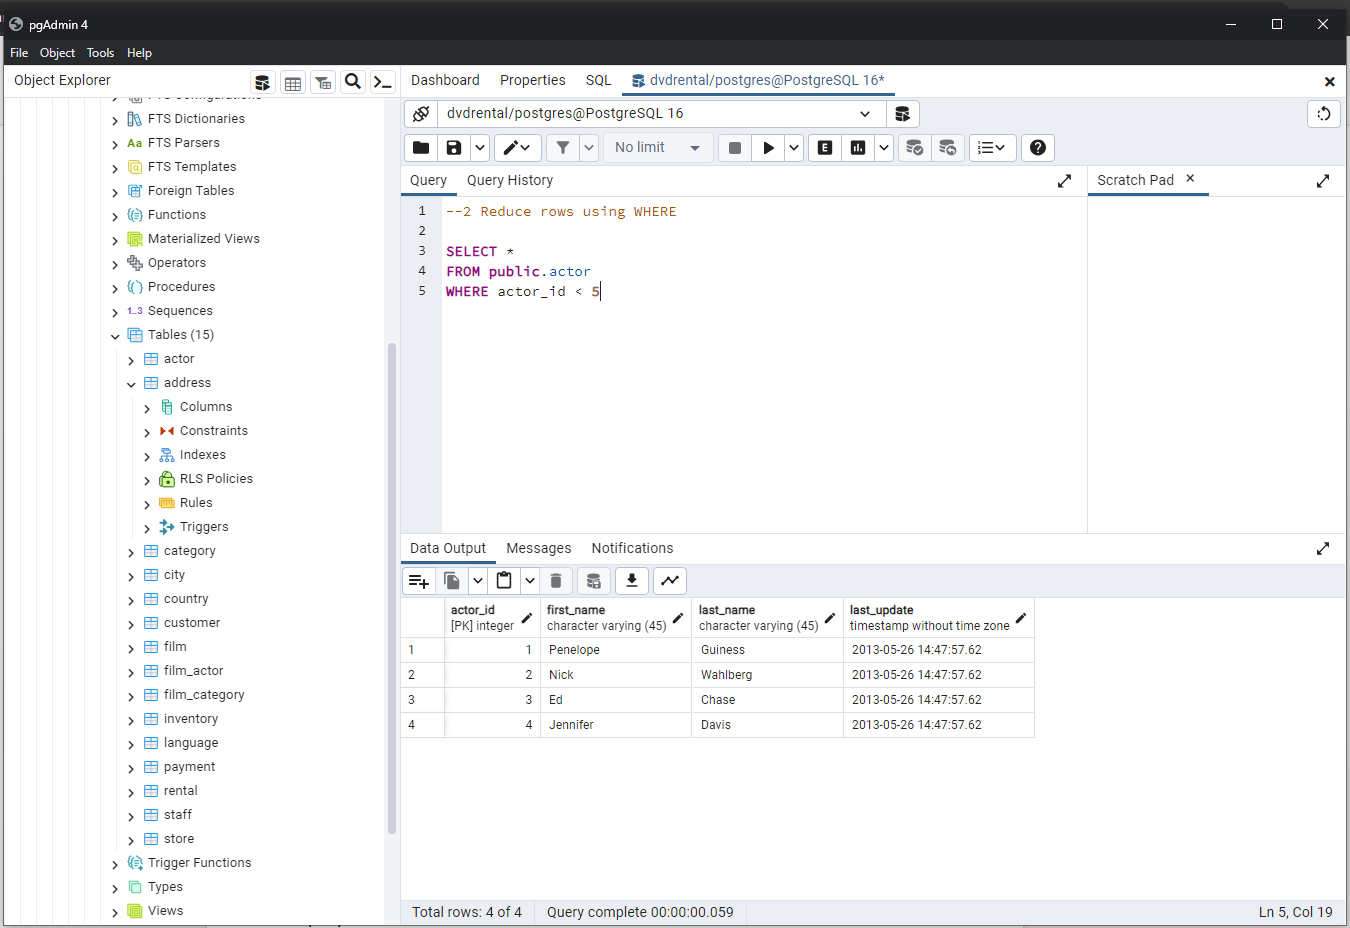 pgAdmin 4
File Object Tools Help
Object Explorer
FTS Configurations
FTS Dictionaries
Aa FTS Parsers
FTS Templates
Foreign Tables
Functions
Materialized Views
Operators
Procedures
1..3 Sequences
Tables (15)
actor
address
Columns
Constraints
Indexes
RLS Policies
Rules
Triggers
category
city
country
customer
film
film_actor
film_category
inventory
language
payment
rental
staff
store
Trigger Functions
Types
Views
Dashboard Properties SQL dvdrental/postgres@PostgreSQL 16*
dvdrental/postgres@PostgreSQL 16
No limit
E
Query Query History
Scratch Pad
1 --2 Reduce rows using WHERE
2
3 SELECT *
4 FROM public.actor
5 WHERE actor_id < 5
Data Output Messages Notifications
actor_id first_name last_name last_update
[PK] integer character varying (45) character varying (45) timestamp without time zone
1 1 Penelope Guiness 2013-05-26 14:47:57.62
2 2 Nick Wahlberg 2013-05-26 14:47:57.62
3 3 Ed Chase 2013-05-26 14:47:57.62
4 4 Jennifer Davis 2013-05-26 14:47:57.62
Total rows: 4 of 4 Query complete 00:00:00.059 Ln 5, Col 19